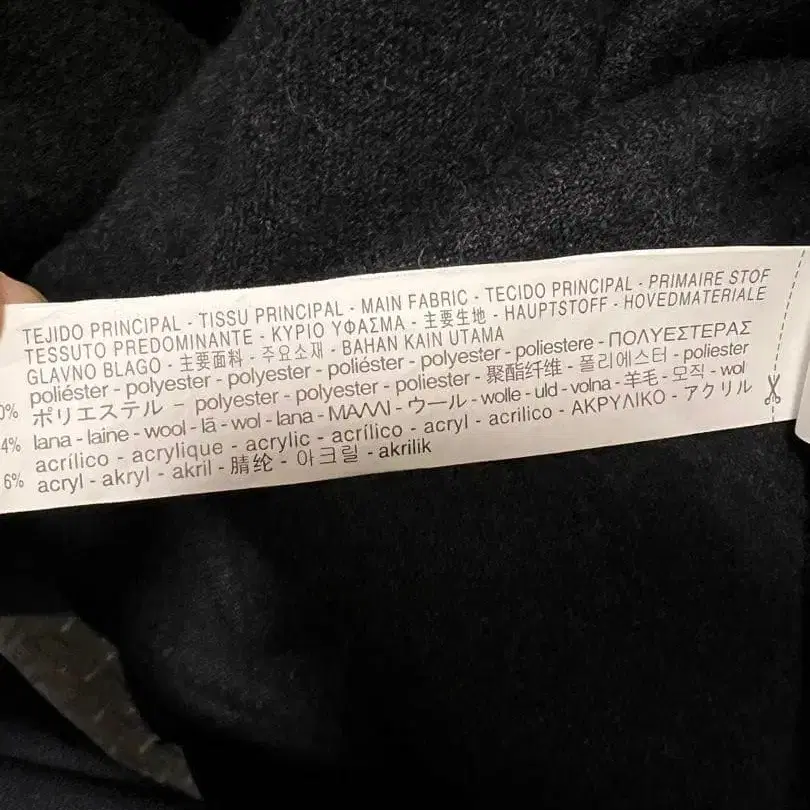 TEJIDO PRINCIPAL - TISSU PRINCIPAL - MAIN FABRIC - TECIDO PRINCIPAL - PRIMAIRE STOF
TESSUTO PREDOMINANTE - ΚΥΡΙΟ ΥΦΑΣΜΑ - 主要生地 - HAUPTSTOFF - HOVEDMATERIALE
GLAVNO BLAGO - 主要面料 - 주요소재 - BAHAN KAIN UTAMA
poliéster - polyester - polyester - poliéster - polyester - poliestere - ΠΟΛΥΕΣΤΕΡΑΣ
0% ポリエステル - polyester - polyester - poliester - 聚酯纤维 - 폴리에스터 - poliester
4% lana - laine - wool - lã - wol - lana - ΜΑΛΛΙ - ウール - wolle - uld - volna - 羊毛 - 모직 - wol
acrílico - acrylique - acrylic - acrílico - acryl - acrilico - ΑΚΡΥΛΙΚΟ - アクリル
6% acryl - akryl - akril - 腈纶 - 아크릴 - akrilik